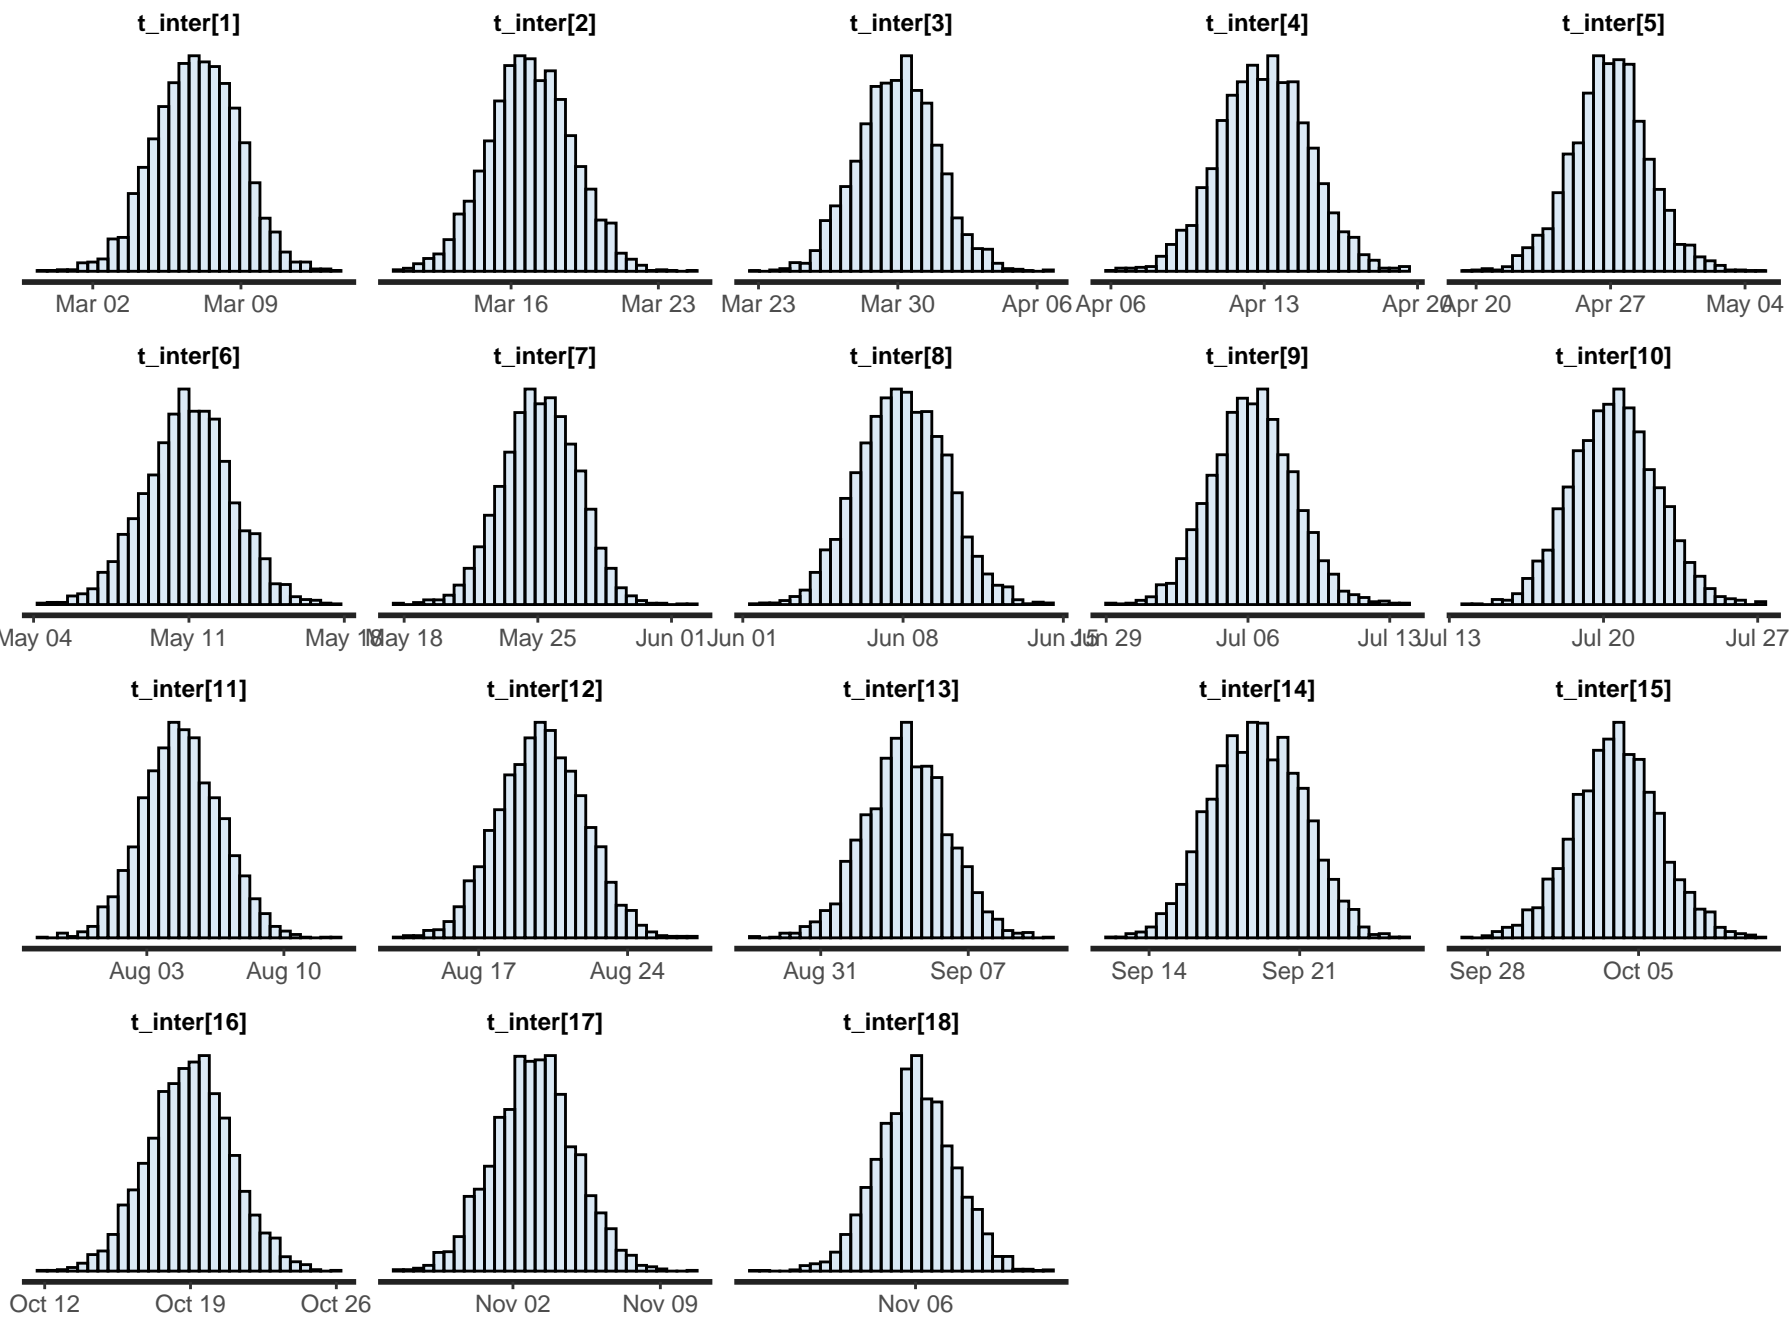 t_inter[1] t_inter[2] t_inter[3] t_inter[4] t_inter[5]
Mar 02 Mar 09 Mar 16 Mar 23 Mar 23 Mar 30 Apr 06 Apr 06 Apr 13 Apr 20 Apr 20 Apr 27 May 04
t_inter[6] t_inter[7] t_inter[8] t_inter[9] t_inter[10]
May 04 May 11 May 18 May 18 May 25 Jun 01 Jun 01 Jun 08 Jun 15 Jun 29 Jul 06 Jul 13 Jul 13 Jul 20 Jul 27
t_inter[11] t_inter[12] t_inter[13] t_inter[14] t_inter[15]
Aug 03 Aug 10 Aug 17 Aug 24 Aug 31 Sep 07 Sep 14 Sep 21 Sep 28 Oct 05
t_inter[16] t_inter[17] t_inter[18]
Oct 12 Oct 19 Oct 26 Nov 02 Nov 09 Nov 06